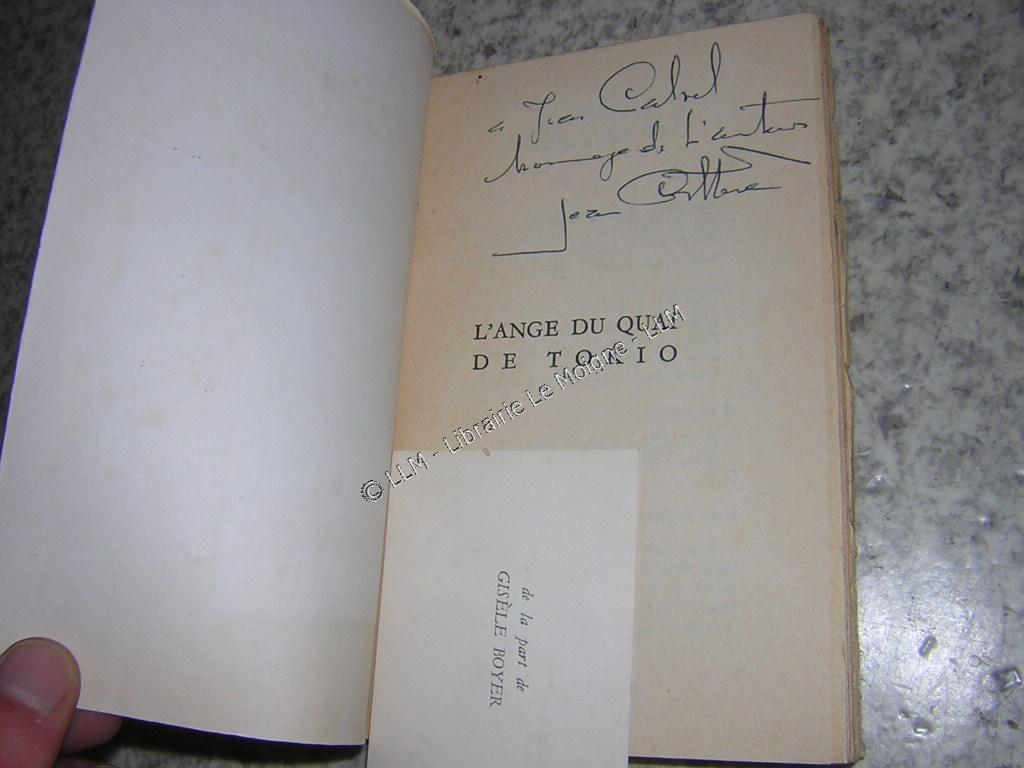 a Jean Cabrel
hommage de l'auteur
Jean
L'ANGE DU QUAI
DE TOKIO
© LLM - Librairie Le Moigne - LLM
de la part de
GISÈLE BOYER